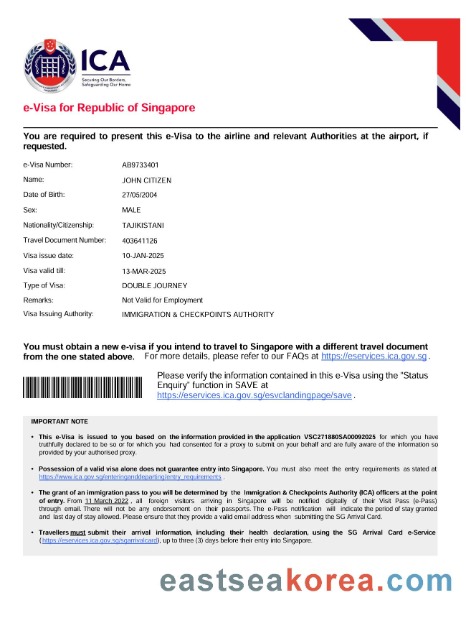 ICA
Securing Our Borders,
Safeguarding Our Home
e-Visa for Republic of Singapore
You are required to present this e-Visa to the airline and relevant Authorities at the airport, if
requested.
e-Visa Number: AB9733401
Name: JOHN CITIZEN
Date of Birth: 27/05/2004
Sex: MALE
Nationality/Citizenship: TAJIKISTANI
Travel Document Number: 403641126
Visa issue date: 10-JAN-2025
Visa valid till: 13-MAR-2025
Type of Visa: DOUBLE JOURNEY
Remarks: Not Valid for Employment
Visa Issuing Authority: IMMIGRATION & CHECKPOINTS AUTHORITY
You must obtain a new e-visa if you intend to travel to Singapore with a different travel document
from the one stated above. For more details, please refer to our FAQs at https://eservices.ica.gov.sg.
Please verify the information contained in this e-Visa using the "Status
Enquiry" function in SAVE at
https://eservices.ica.gov.sg/esvclandingpage/save.
IMPORTANT NOTE
• This e-Visa is issued to you based on the information provided in the application VSC271880SA00092025 for which you have
truthfully declared to be so or for which you had consented for a proxy to submit on your behalf and are fully aware of the information so
provided by your authorised proxy.
• Possession of a valid visa alone does not guarantee entry into Singapore. You must also meet the entry requirements as stated at
https://www.ica.gov.sg/enteringanddeparting/entry_requirements.
• The grant of an immigration pass to you will be determined by the Immigration & Checkpoints Authority (ICA) officers at the point
of entry. From 11 March 2022, all foreign visitors arriving in Singapore will be notified digitally of their Visit Pass (e-Pass)
through email. There will not be any endorsement on their passports. The e-Pass notification will indicate the period of stay granted
and last day of stay allowed. Please ensure that they provide a valid email address when submitting the SG Arrival Card.
• Travellers must submit their arrival information, including their health declaration, using the SG Arrival Card e-Service
(https://eservices.ica.gov.sg/sgarrivalcard), up to three (3) days before their entry into Singapore.
eastseakorea.com